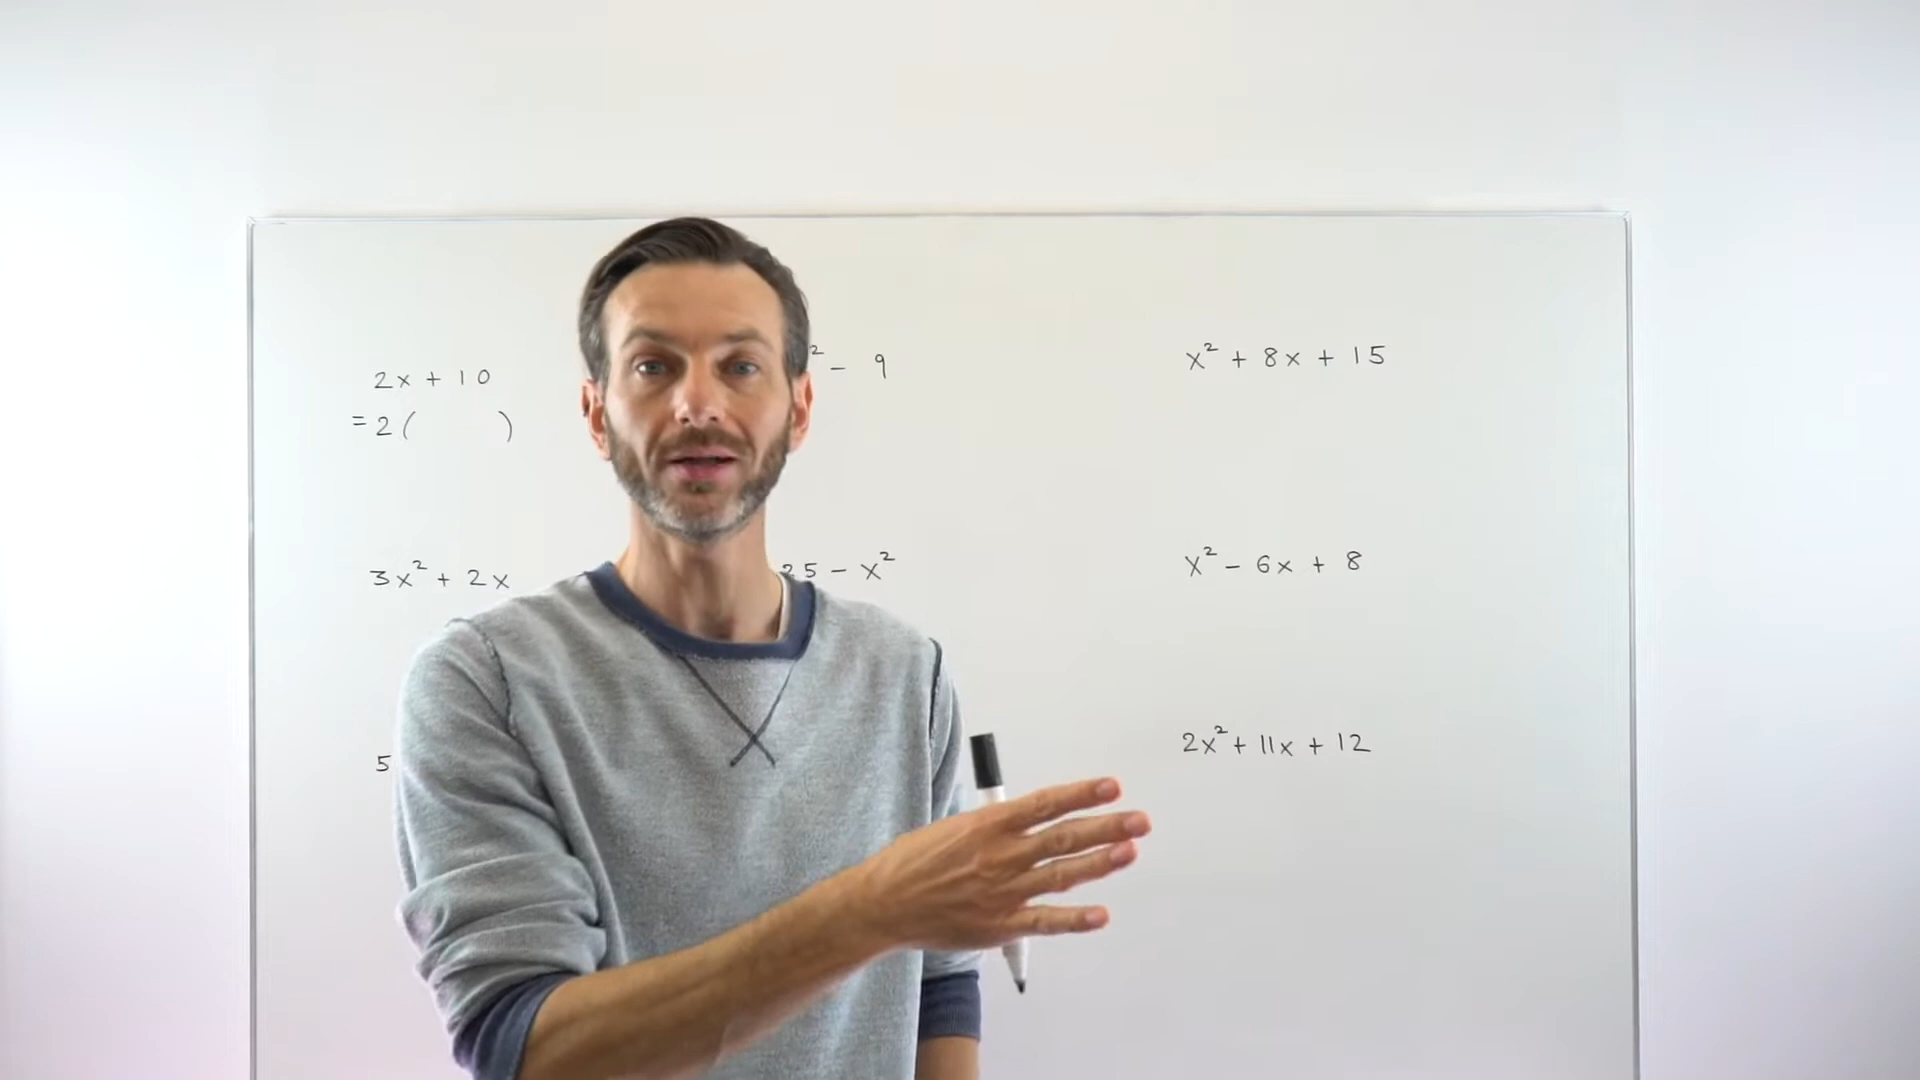 2x + 10
= 2 (        )
3x² + 2x
5
² - 9
25 - x²
x² + 8x + 15
x² - 6x + 8
2x² + 11x + 12